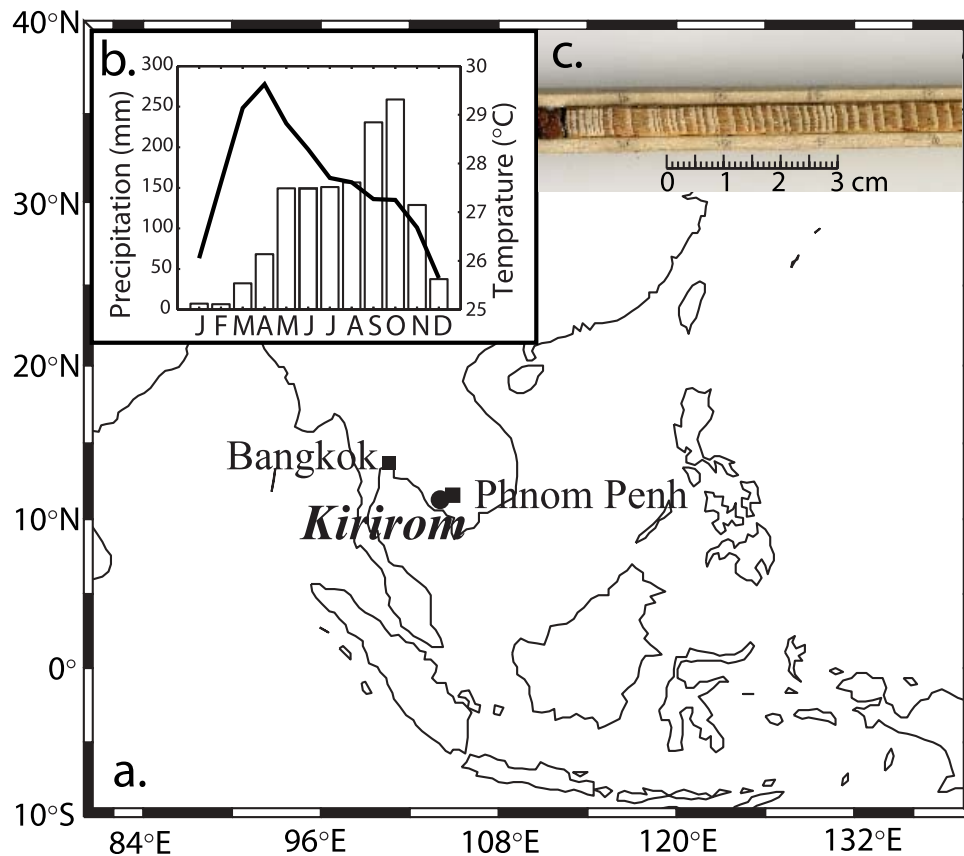 40°N
30°N
20°N
10°N
0°
10°S
b.
300
250
200
150
100
50
0
Precipitation (mm)
30
29
28
27
26
25
Temprature (°C)
J F M A M J J A S O N D
c.
0 1 2 3 cm
Bangkok
Phnom Penh
Kirirom
a.
84°E 96°E 108°E 120°E 132°E